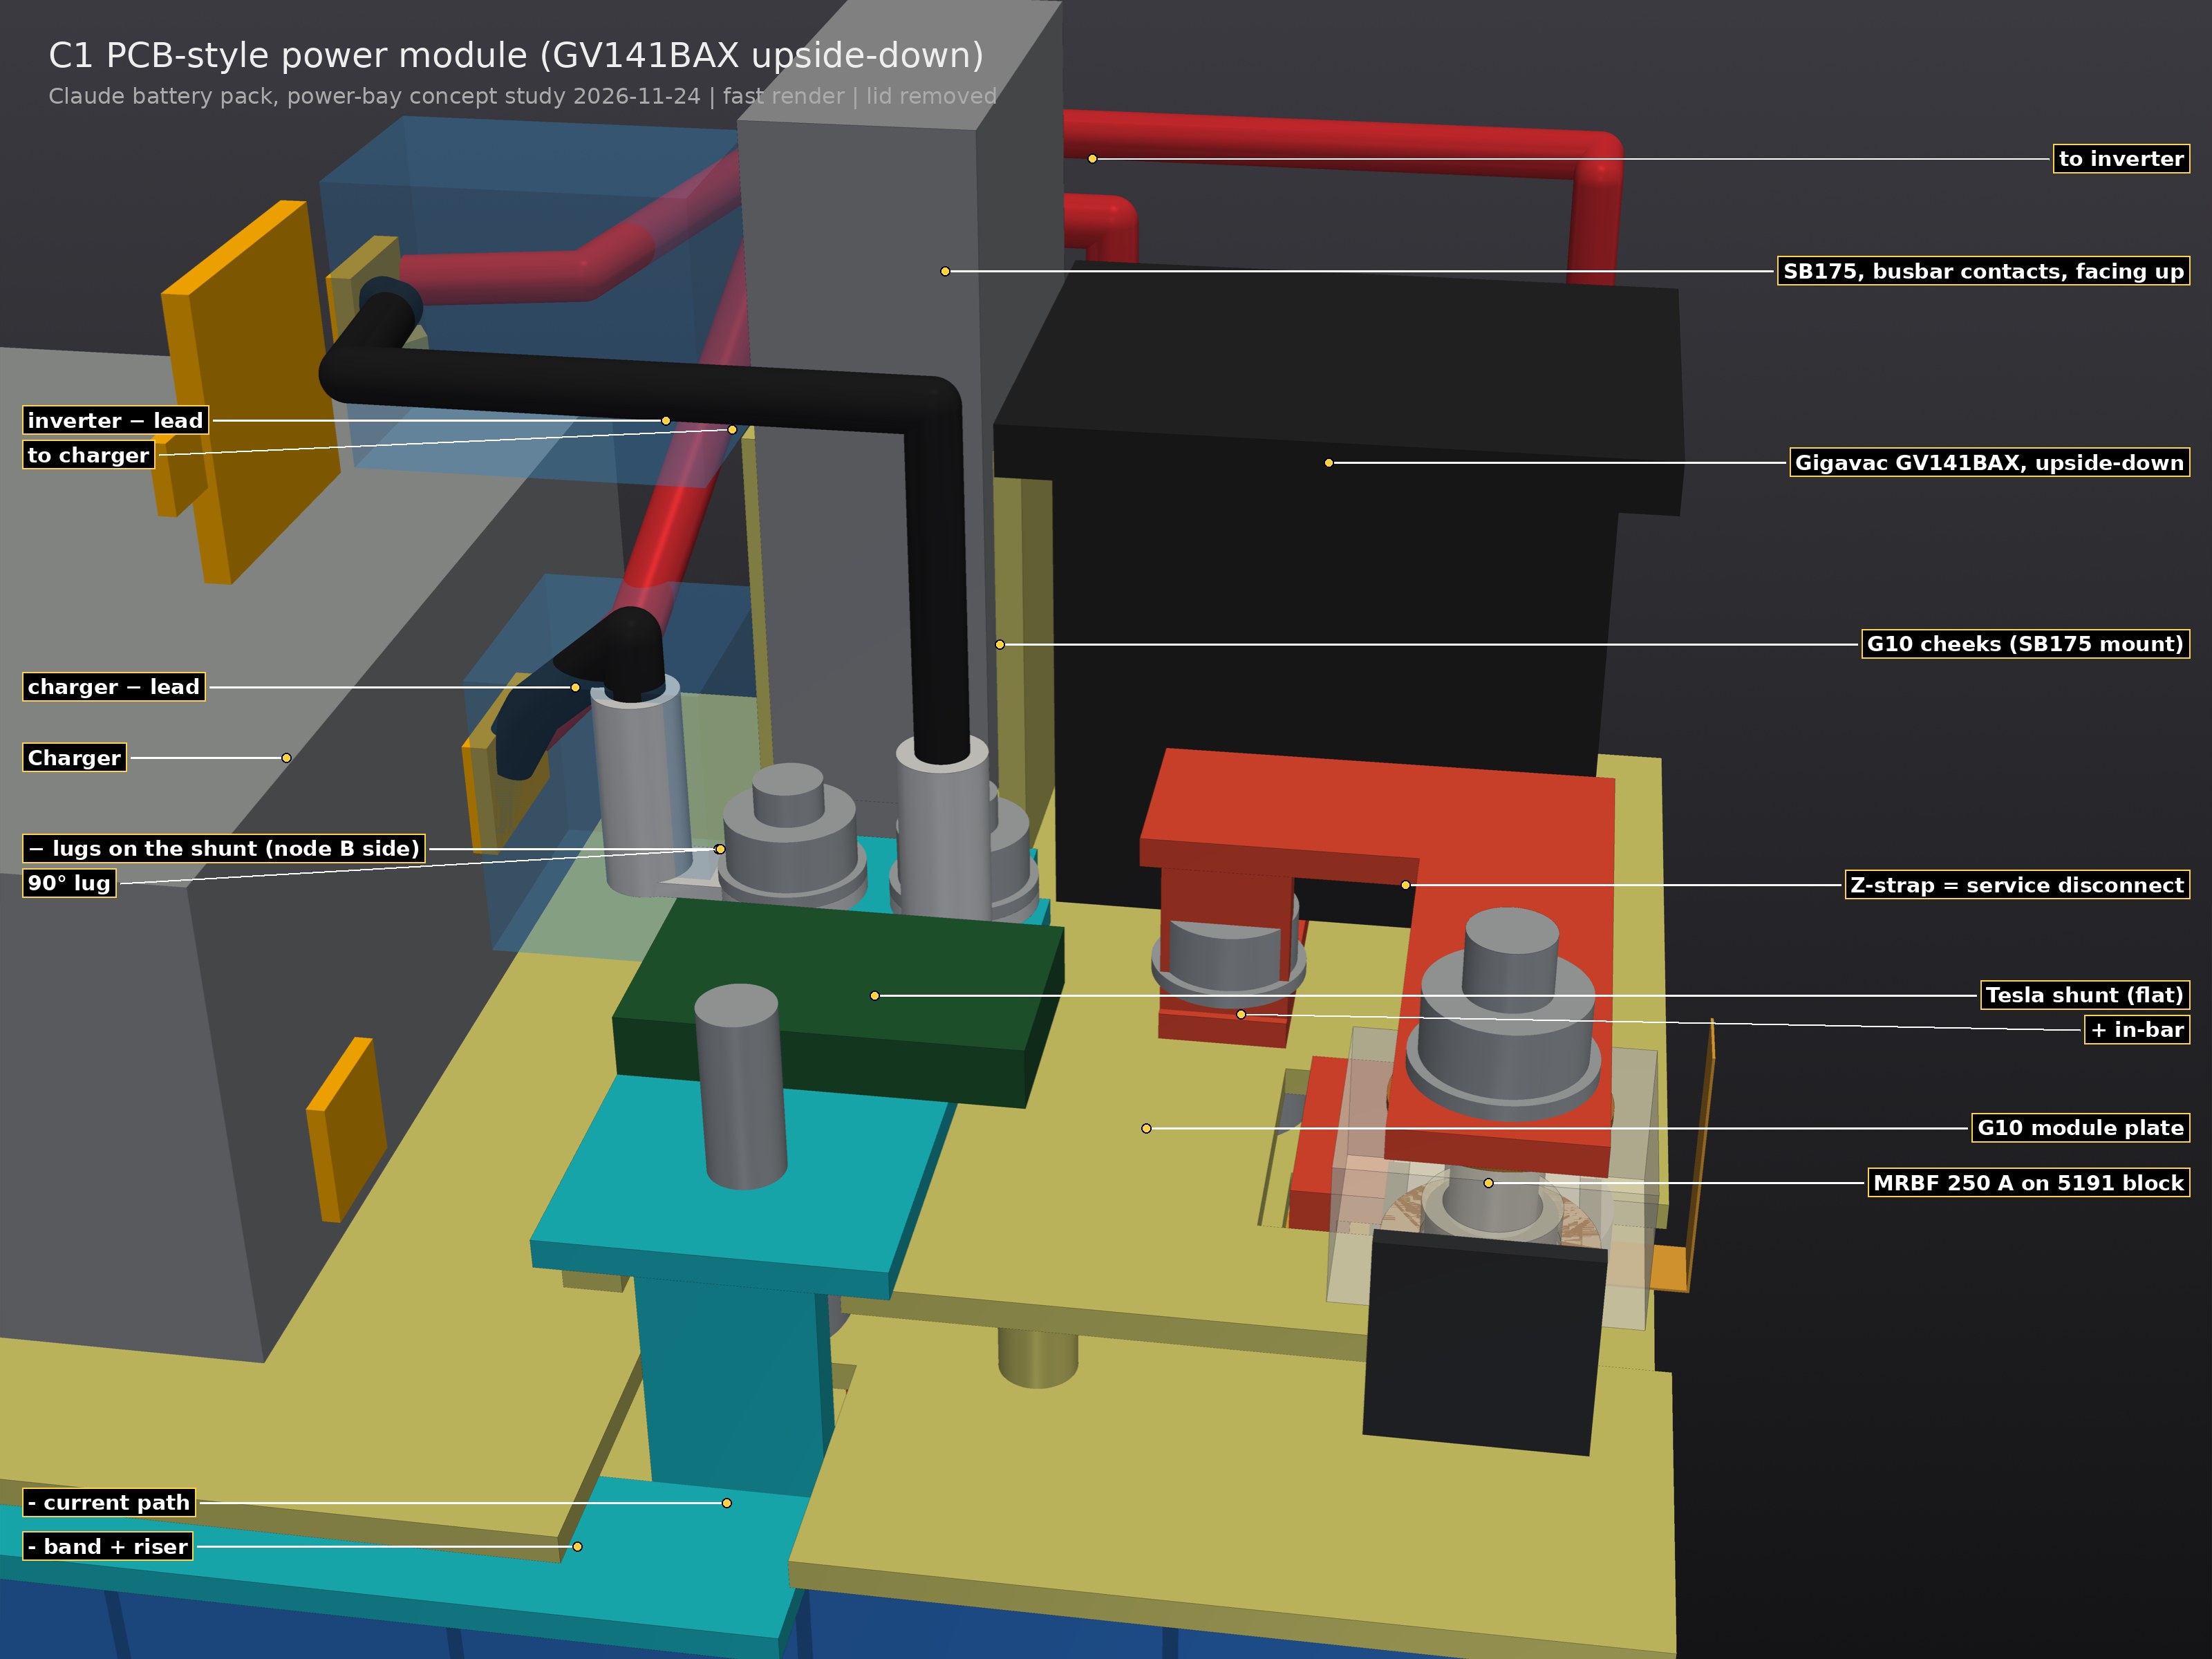 C1 PCB-style power module (GV141BAX upside-down)
Claude battery pack, power-bay concept study 2026-11-24 | fast render | lid removed
to inverter
SB175, busbar contacts, facing up
inverter − lead
to charger
Gigavac GV141BAX, upside-down
G10 cheeks (SB175 mount)
charger − lead
Charger
− lugs on the shunt (node B side)
90° lug
Z-strap = service disconnect
Tesla shunt (flat)
+ in-bar
G10 module plate
MRBF 250 A on 5191 block
- current path
- band + riser